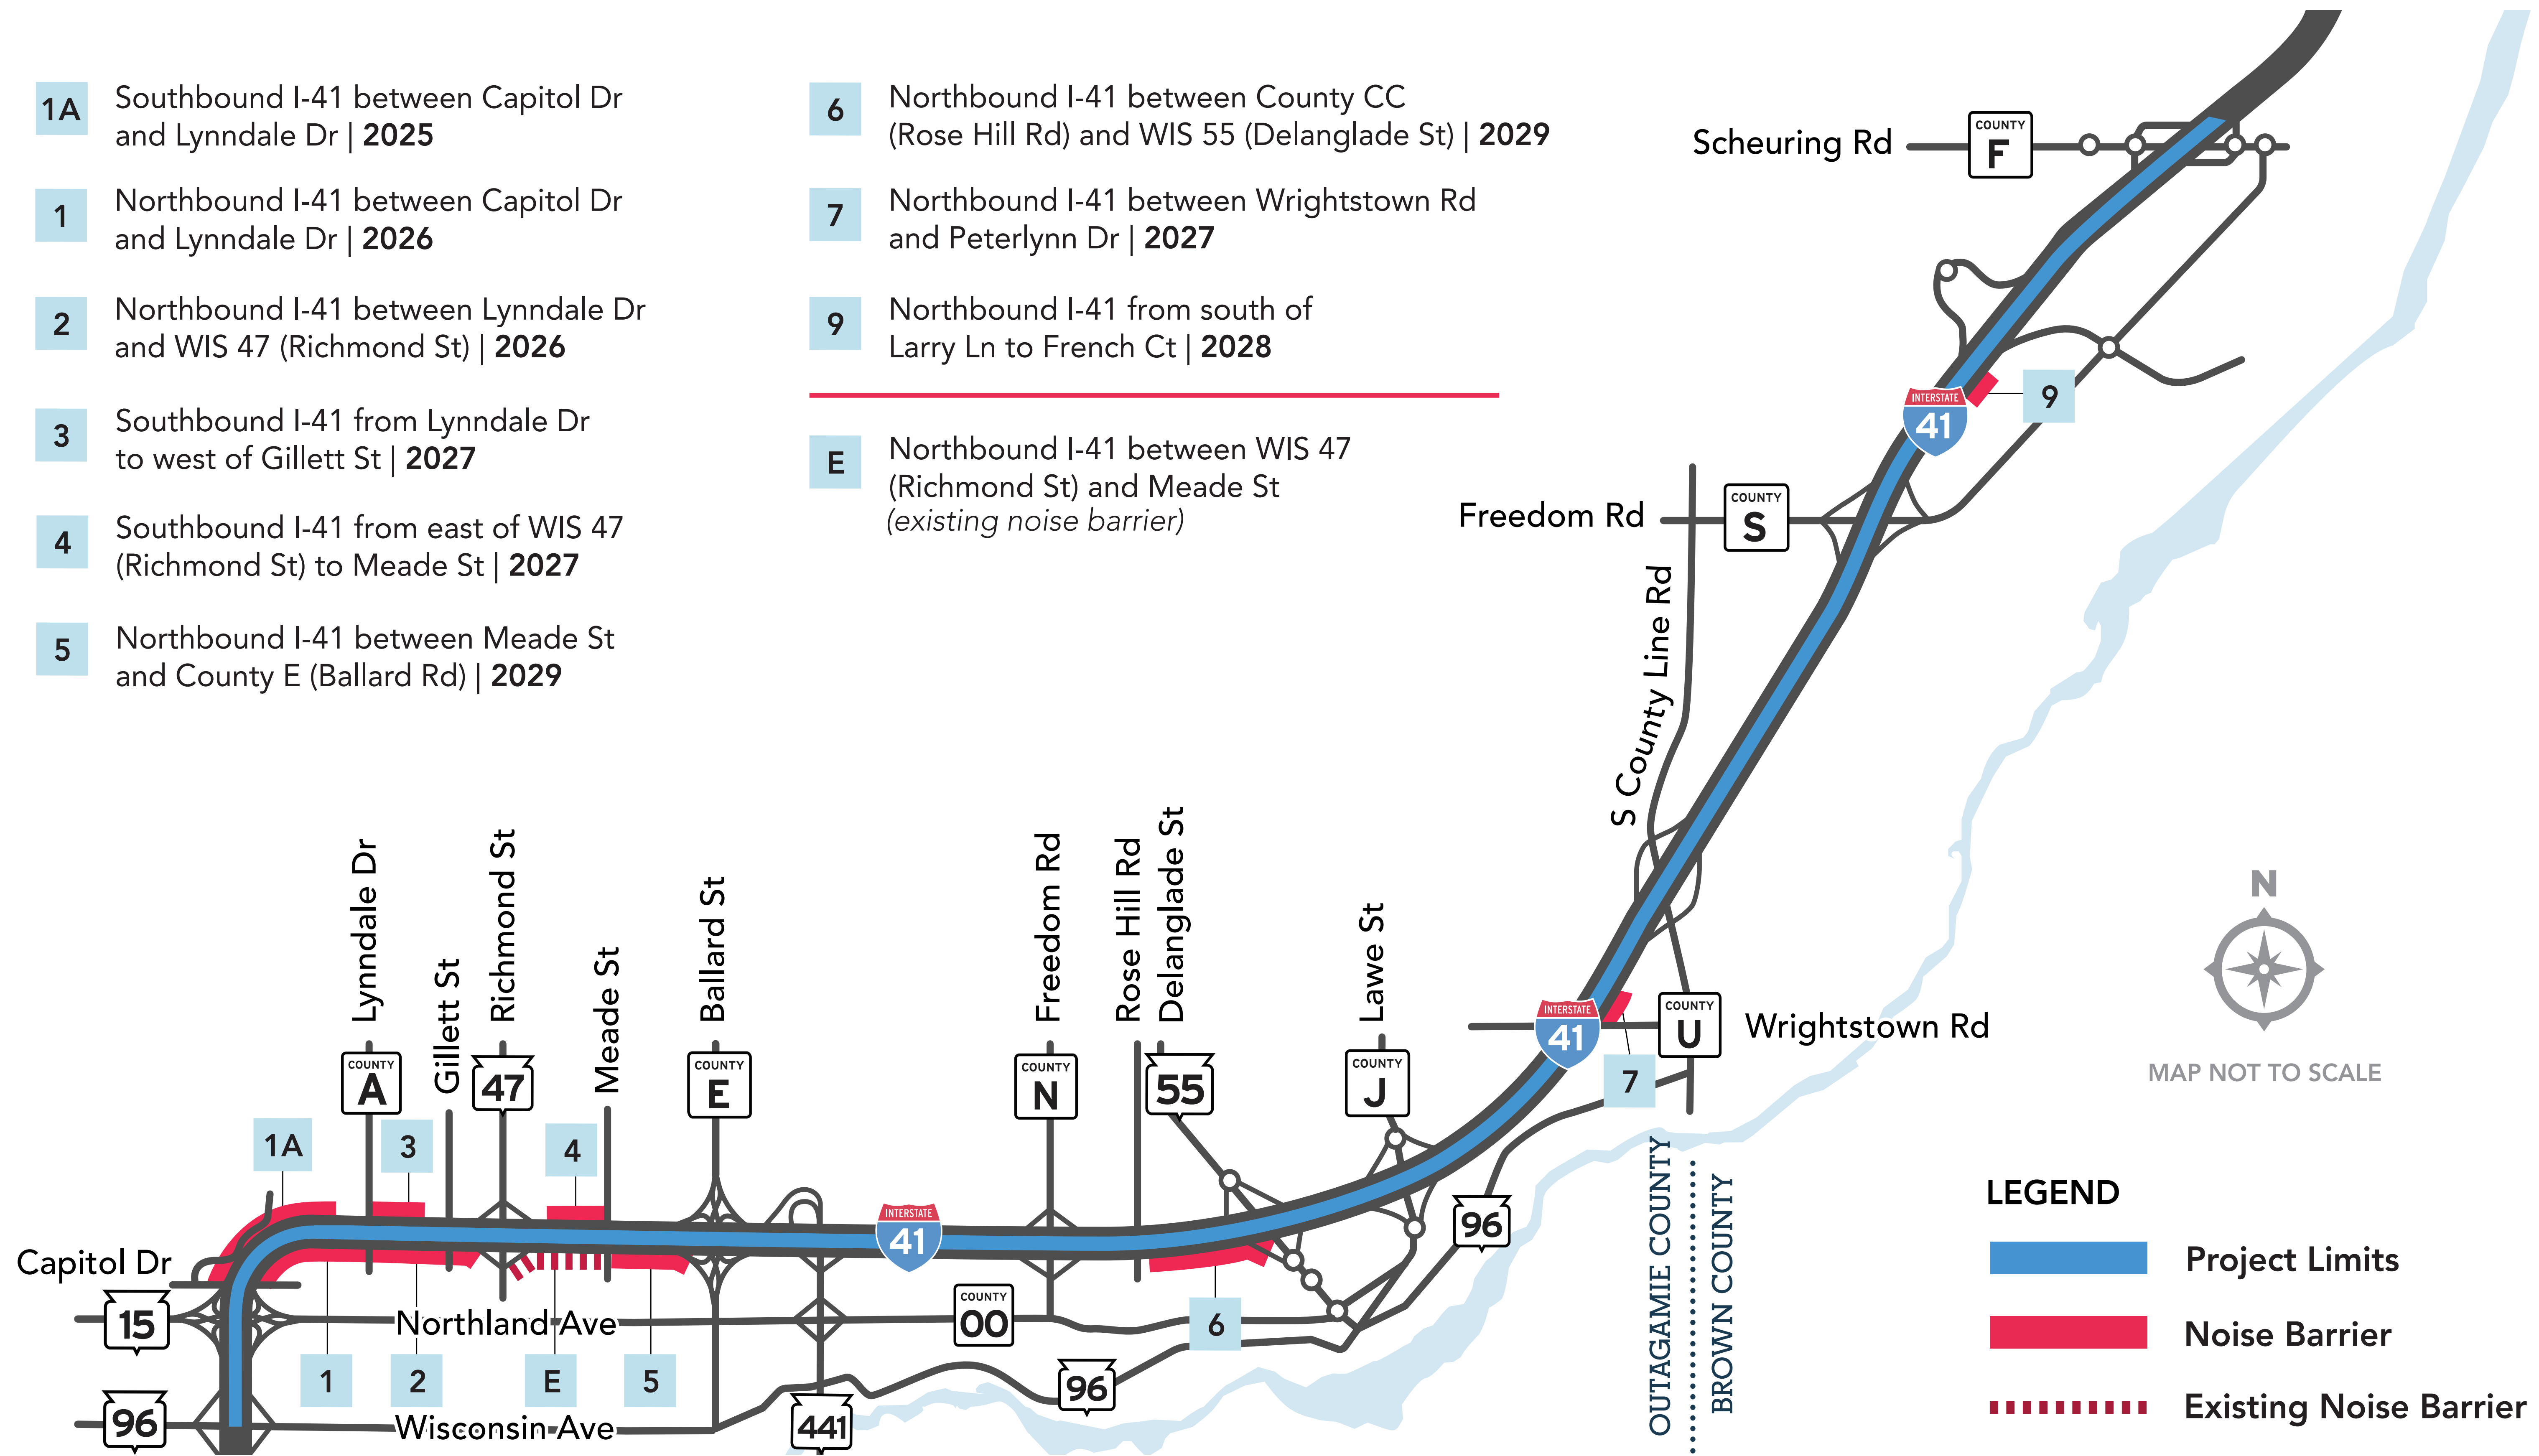 1A
Southbound I-41 between Capitol Dr
and Lynndale Dr | 2025
1
Northbound I-41 between Capitol Dr
and Lynndale Dr | 2026
2
Northbound I-41 between Lynndale Dr
and WIS 47 (Richmond St) | 2026
3
Southbound I-41 from Lynndale Dr
to west of Gillett St | 2027
4
Southbound I-41 from east of WIS 47
(Richmond St) to Meade St | 2027
5
Northbound I-41 between Meade St
and County E (Ballard Rd) | 2029
6
Northbound I-41 between County CC
(Rose Hill Rd) and WIS 55 (Delanglade St) | 2029
7
Northbound I-41 between Wrightstown Rd
and Peterlynn Dr | 2027
9
Northbound I-41 from south of
Larry Ln to French Ct | 2028
E
Northbound I-41 between WIS 47
(Richmond St) and Meade St
(existing noise barrier)
Scheuring Rd
COUNTY
F
9
INTERSTATE
41
Freedom Rd
COUNTY
S
S County Line Rd
N
MAP NOT TO SCALE
INTERSTATE
41
COUNTY
U
Wrightstown Rd
7
Lynndale Dr
Gillett St
Richmond St
Meade St
Ballard St
Freedom Rd
Rose Hill Rd
Delanglade St
Lawe St
COUNTY
A
47
COUNTY
E
COUNTY
N
55
COUNTY
J
1A
3
4
INTERSTATE
41
96
Capitol Dr
15
Northland Ave
COUNTY
00
6
1
2
E
5
96
96
Wisconsin Ave
441
OUTAGAMIE COUNTY
BROWN COUNTY
LEGEND
Project Limits
Noise Barrier
Existing Noise Barrier